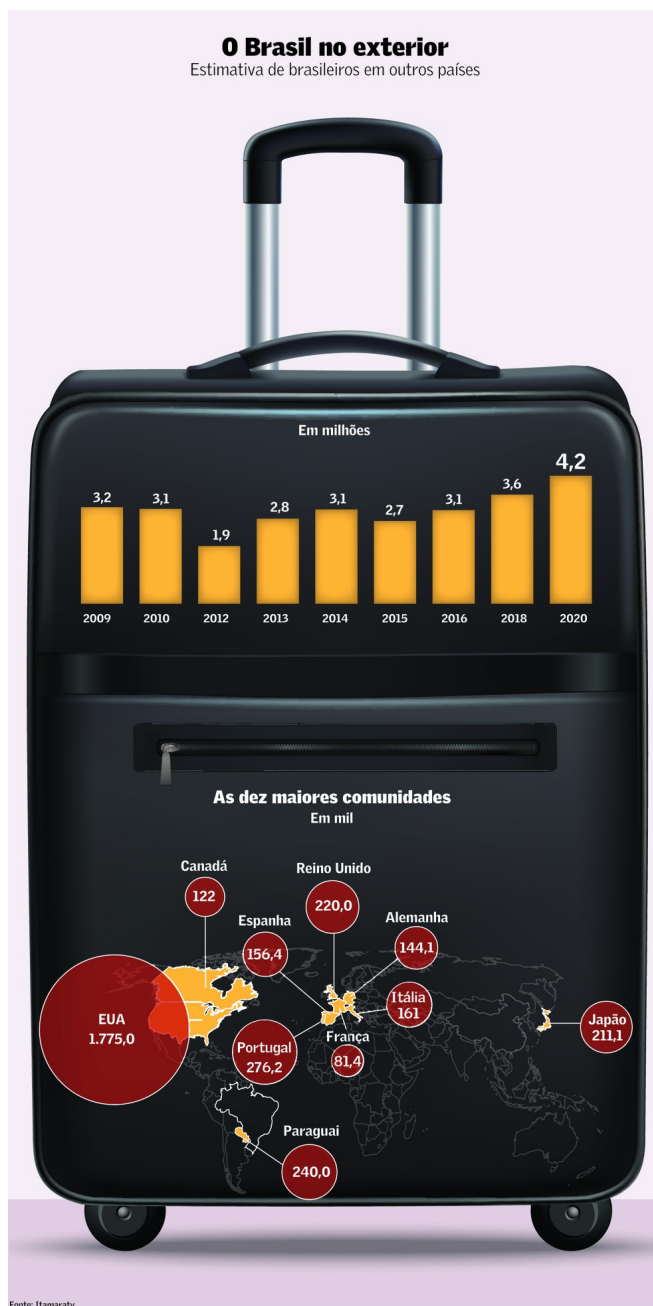 O Brasil no exterior
Estimativa de brasileiros em outros países
Em milhões
3,2 3,1 1,9 2,8 3,1 2,7 3,1 3,6 4,2
2009 2010 2012 2013 2014 2015 2016 2018 2020
As dez maiores comunidades
Em mil
Canadá
122
Reino Unido
220,0
Espanha
156,4
Alemanha
144,1
EUA
1.775,0
Itália
161
Portugal
276,2
França
81,4
Japão
211,1
Paraguai
240,0
Fonte: Itamaraty